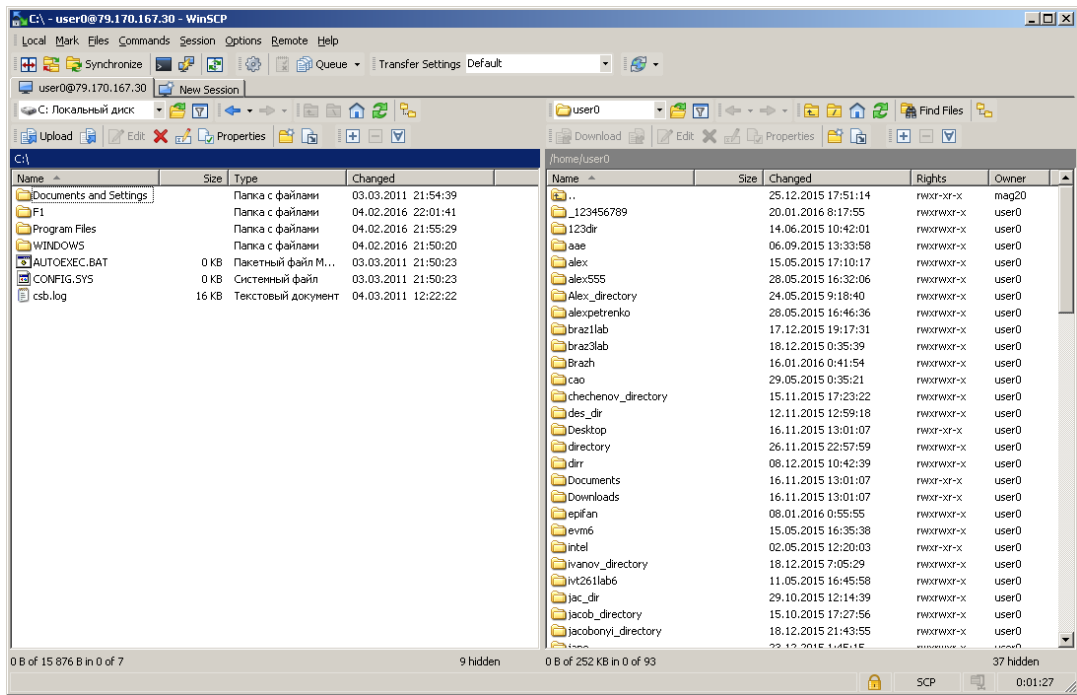 C:\ - user0@79.170.167.30 - WinSCP
Local Mark Files Commands Session Options Remote Help
Synchronize Queue Transfer Settings Default
user0@79.170.167.30 New Session
C: Локальный диск user0 Find Files
Upload Edit Properties Download Edit Properties
C:\ /home/user0
Name Size Type Changed Name Size Changed Rights Owner
Documents and Settings Папка с файлами 03.03.2011 21:54:39 .. 25.12.2015 17:51:14 rwxr-xr-x mag20
F1 Папка с файлами 04.02.2016 22:01:41 _123456789 20.01.2016 8:17:55 rwxrwxr-x user0
Program Files Папка с файлами 04.02.2016 21:55:29 123dir 14.06.2015 10:42:01 rwxrwxr-x user0
WINDOWS Папка с файлами 04.02.2016 21:50:20 aae 06.09.2015 13:33:58 rwxrwxr-x user0
AUTOEXEC.BAT 0 KB Пакетный файл M... 03.03.2011 21:50:23 alex 15.05.2015 17:10:17 rwxrwxr-x user0
CONFIG.SYS 0 KB Системный файл 03.03.2011 21:50:23 alex555 28.05.2015 16:32:06 rwxrwxr-x user0
csb.log 16 KB Текстовый документ 04.03.2011 12:22:22 Alex_directory 24.05.2015 9:18:40 rwxrwxr-x user0
alexpetrenko 28.05.2015 16:46:36 rwxrwxr-x user0
braz1lab 17.12.2015 19:17:31 rwxrwxr-x user0
braz3lab 18.12.2015 0:35:39 rwxrwxr-x user0
Brazh 16.01.2016 0:41:54 rwxrwxr-x user0
cao 29.05.2015 0:35:21 rwxrwxr-x user0
chechenov_directory 15.11.2015 17:23:22 rwxrwxr-x user0
des_dir 12.11.2015 12:59:18 rwxrwxr-x user0
Desktop 16.11.2015 13:01:07 rwxr-xr-x user0
directory 26.11.2015 22:57:59 rwxrwxr-x user0
dirr 08.12.2015 10:42:39 rwxrwxr-x user0
Documents 16.11.2015 13:01:07 rwxr-xr-x user0
Downloads 16.11.2015 13:01:07 rwxr-xr-x user0
epifan 08.01.2016 0:55:55 rwxrwxr-x user0
evm6 15.05.2015 16:35:38 rwxrwxr-x user0
intel 02.05.2015 12:20:03 rwxr-xr-x user0
ivanov_directory 18.12.2015 7:05:29 rwxrwxr-x user0
ivt261lab6 11.05.2015 16:45:58 rwxrwxr-x user0
jac_dir 29.10.2015 12:14:39 rwxrwxr-x user0
jacob_directory 15.10.2015 17:27:56 rwxrwxr-x user0
jacobonyi_directory 18.12.2015 21:43:55 rwxrwxr-x user0
0 B of 15 876 B in 0 of 7 9 hidden 0 B of 252 KB in 0 of 93 37 hidden
SCP 0:01:27